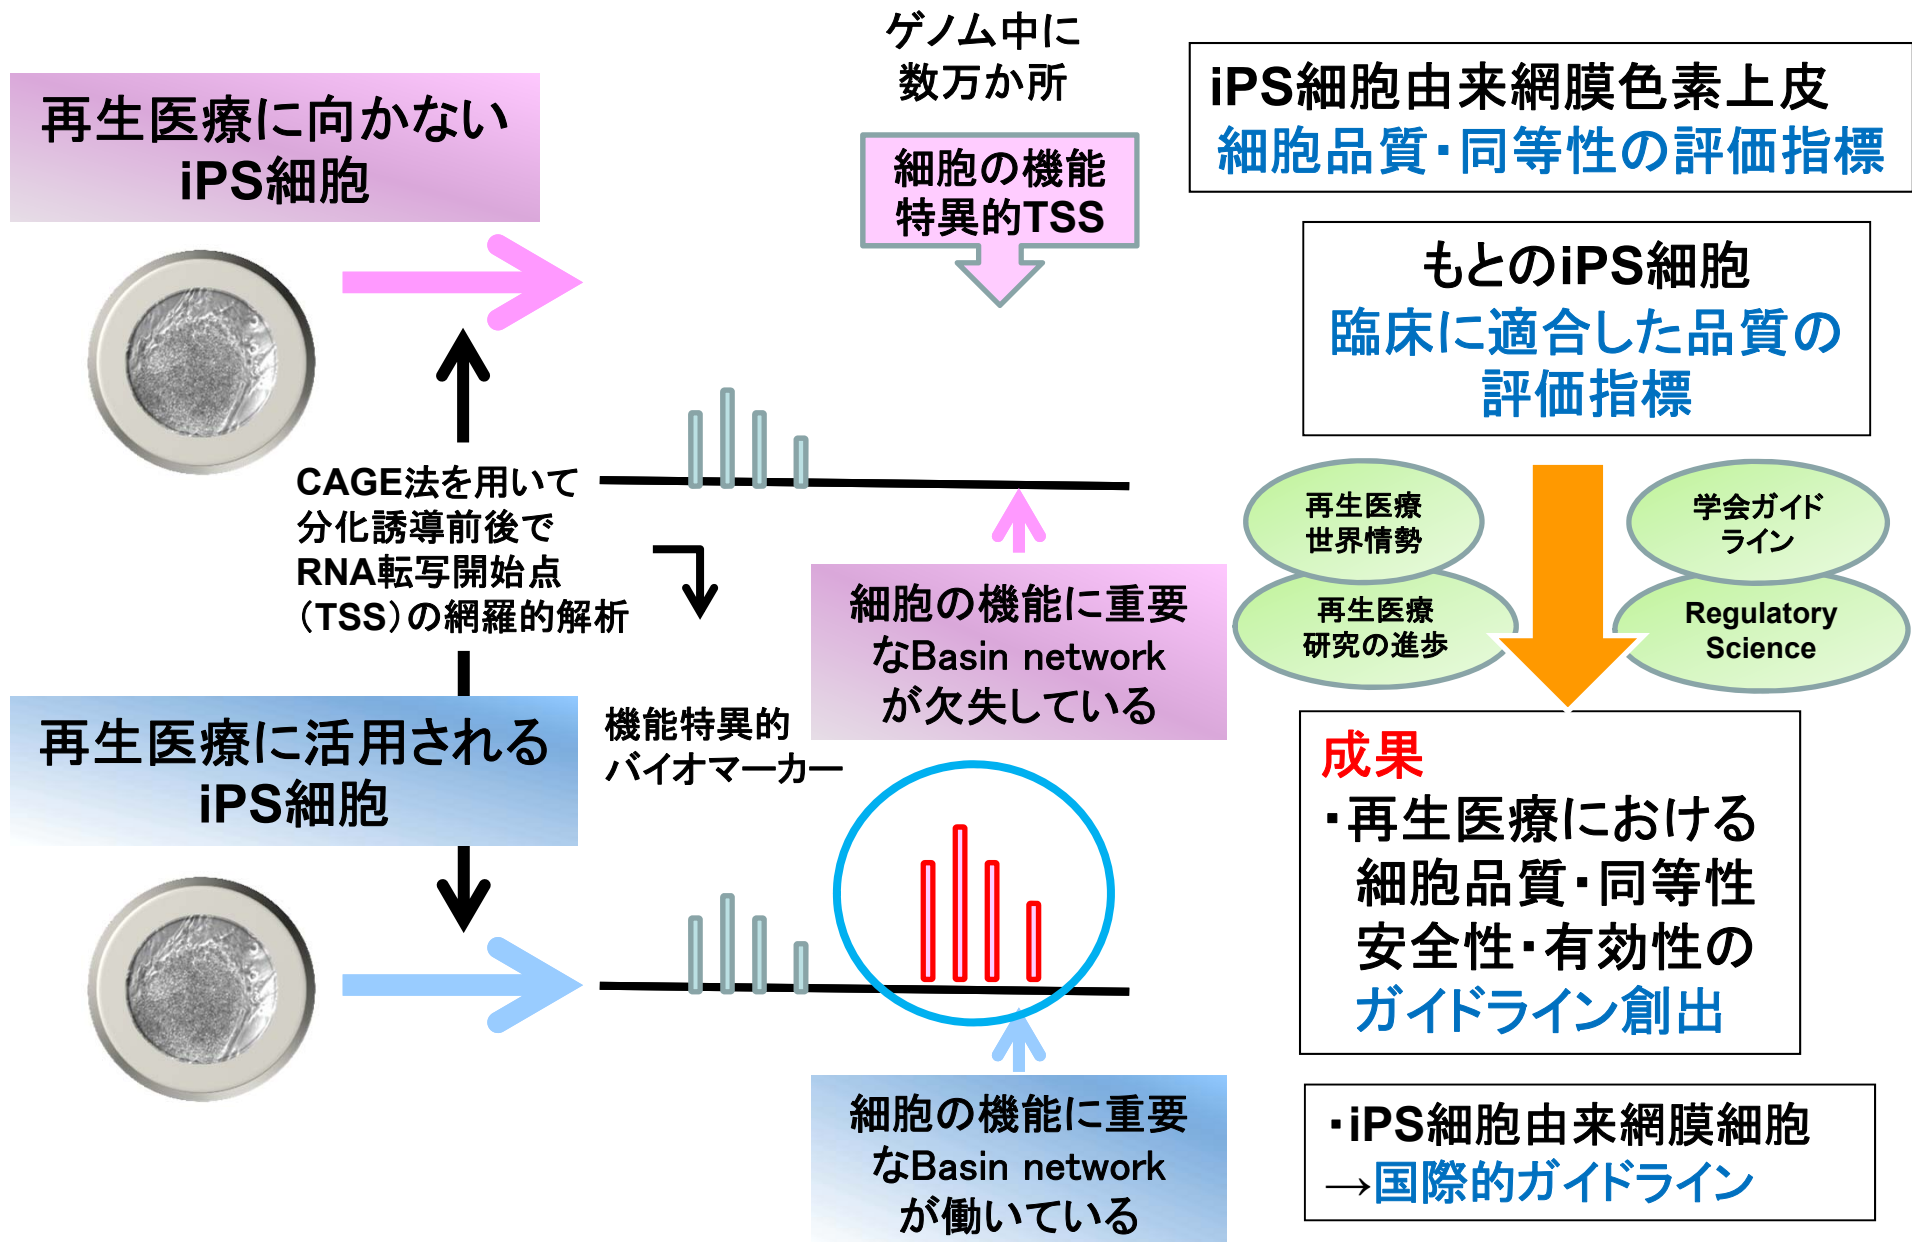 再生医療に向かない
iPS細胞
ゲノム中に
数万か所
細胞の機能
特異的TSS
CAGE法を用いて
分化誘導前後で
RNA転写開始点
（TSS）の網羅的解析
細胞の機能に重要
なBasin network
が欠失している
再生医療に活用される
iPS細胞
機能特異的
バイオマーカー
細胞の機能に重要
なBasin network
が働いている
iPS細胞由来網膜色素上皮
細胞品質・同等性の評価指標
もとのiPS細胞
臨床に適合した品質の
評価指標
再生医療
世界情勢
学会ガイド
ライン
再生医療
研究の進歩
Regulatory
Science
成果
・再生医療における
細胞品質・同等性
安全性・有効性の
ガイドライン創出
・iPS細胞由来網膜細胞
→国際的ガイドライン